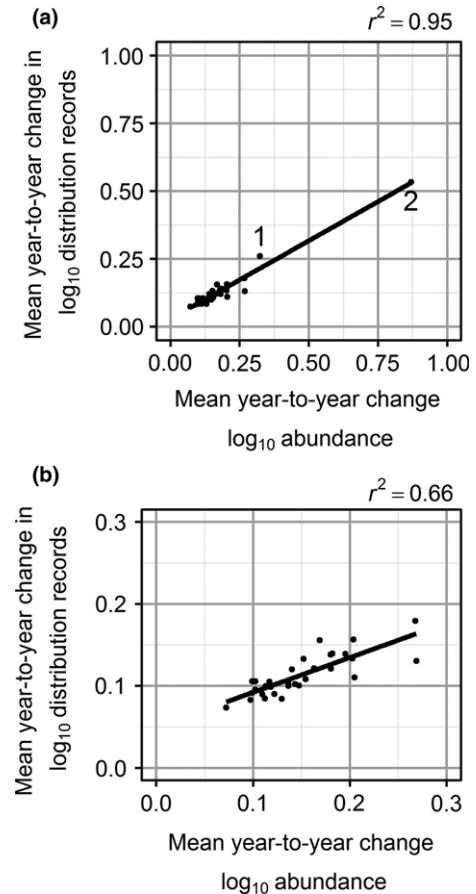 (a)
r² = 0.95
Mean year-to-year change in
log₁₀ distribution records
1.00
0.75
0.50
0.25
0.00
1
2
0.00 0.25 0.50 0.75 1.00
Mean year-to-year change
log₁₀ abundance
(b)
r² = 0.66
Mean year-to-year change in
log₁₀ distribution records
0.3
0.2
0.1
0.0
0.0 0.1 0.2 0.3
Mean year-to-year change
log₁₀ abundance